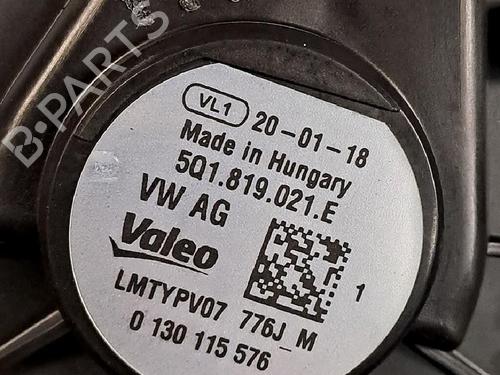 VL1 20-01-18
Made in Hungary
5Q1.819.021.E
VW AG
Valeo
1
LMTYPV07 776J_M
0 130 115 576
B-PARTS